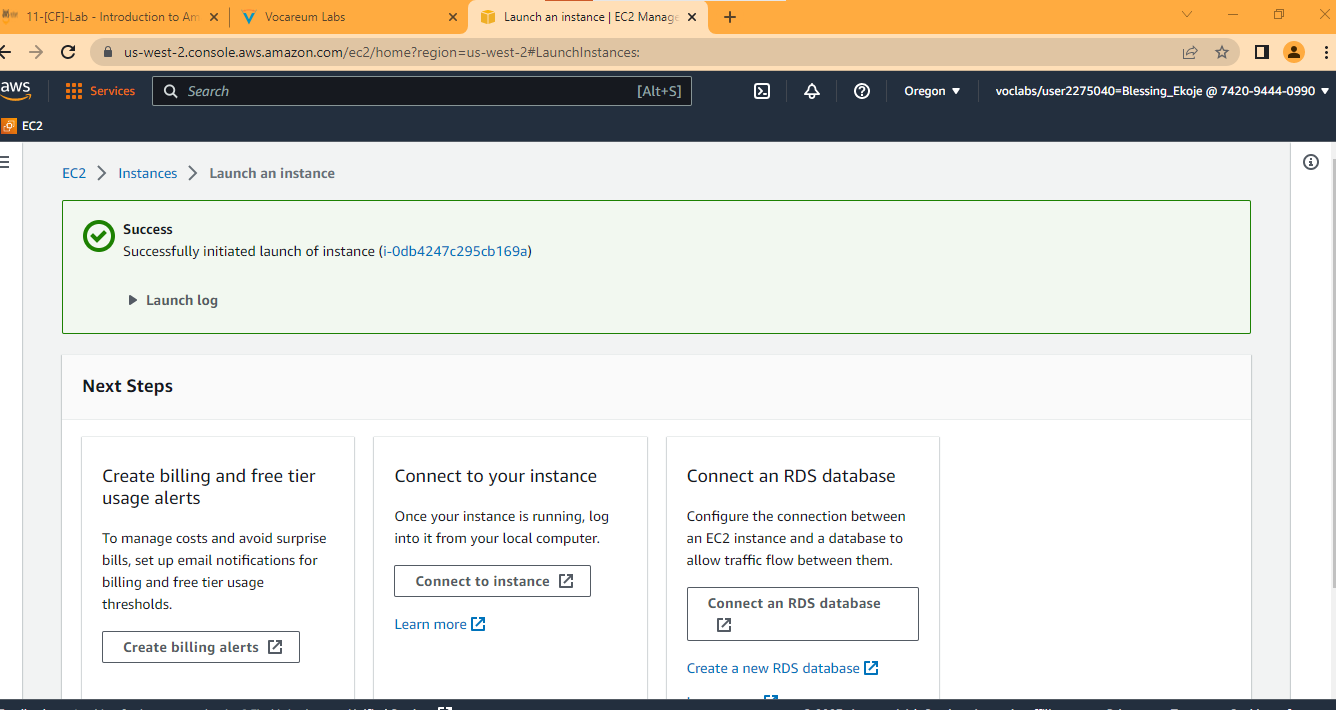 11-[CF]-Lab - Introduction to Am
Vocareum Labs
Launch an instance | EC2 Manage
us-west-2.console.aws.amazon.com/ec2/home?region=us-west-2#LaunchInstances:
aws
Services
Search
[Alt+S]
Oregon
voclabs/user2275040=Blessing_Ekoje @ 7420-9444-0990
EC2
EC2 > Instances > Launch an instance
Success
Successfully initiated launch of instance (i-0db4247c295cb169a)
Launch log
Next Steps
Create billing and free tier
usage alerts
To manage costs and avoid surprise
bills, set up email notifications for
billing and free tier usage
thresholds.
Create billing alerts
Connect to your instance
Once your instance is running, log
into it from your local computer.
Connect to instance
Learn more
Connect an RDS database
Configure the connection between
an EC2 instance and a database to
allow traffic flow between them.
Connect an RDS database
Create a new RDS database